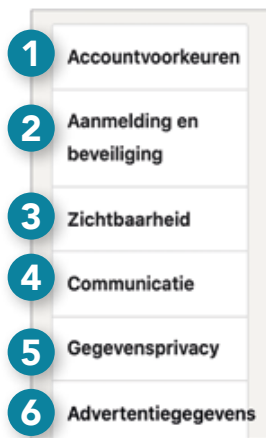 1 Accountvoorkeuren
2 Aanmelding en
beveiliging
3 Zichtbaarheid
4 Communicatie
5 Gegevensprivacy
6 Advertentiegegevens